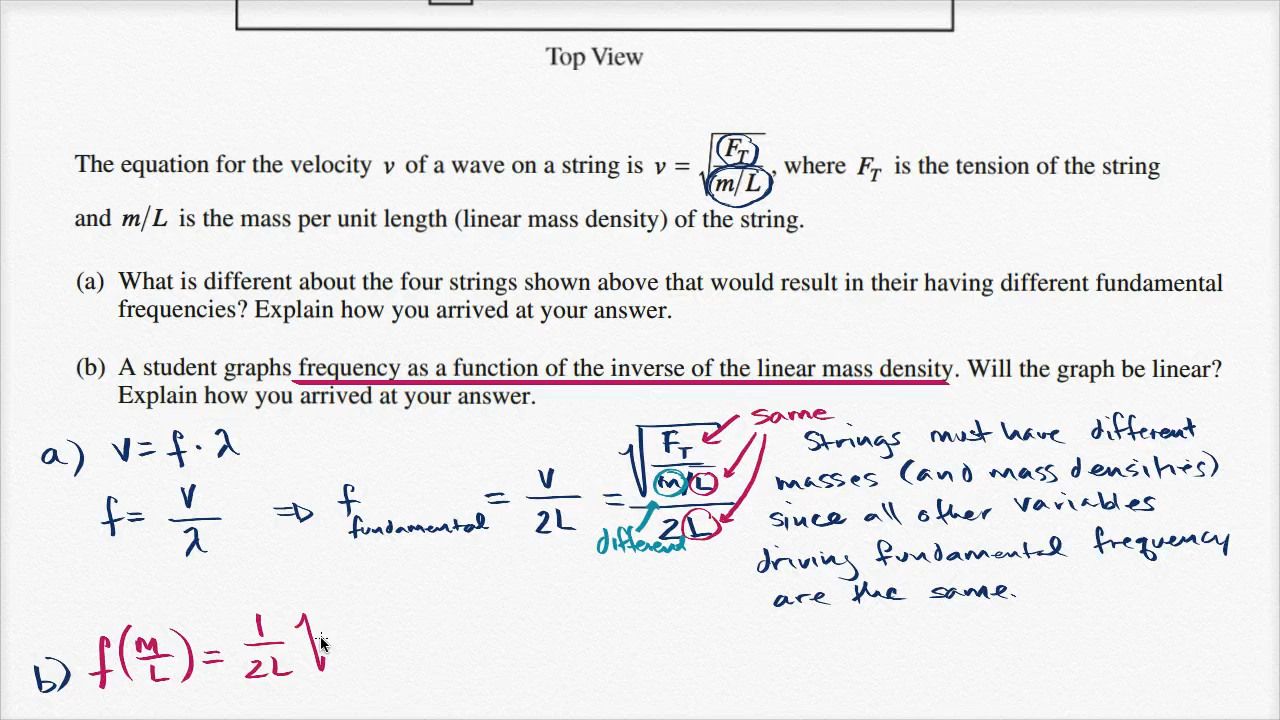 Top View
The equation for the velocity v of a wave on a string is v = √(F_T / (m/L)), where F_T is the tension of the string
and m/L is the mass per unit length (linear mass density) of the string.
(a) What is different about the four strings shown above that would result in their having different fundamental
frequencies? Explain how you arrived at your answer.
(b) A student graphs frequency as a function of the inverse of the linear mass density. Will the graph be linear?
Explain how you arrived at your answer.
a) v = f · λ
f = v/λ ⇒ f fundamental = v/2L = √(F_T / (m/L)) / 2L
same
different
Strings must have different
masses (and mass densities)
since all other variables
driving fundamental frequency
are the same.
b) f(m/L) = 1/2L √